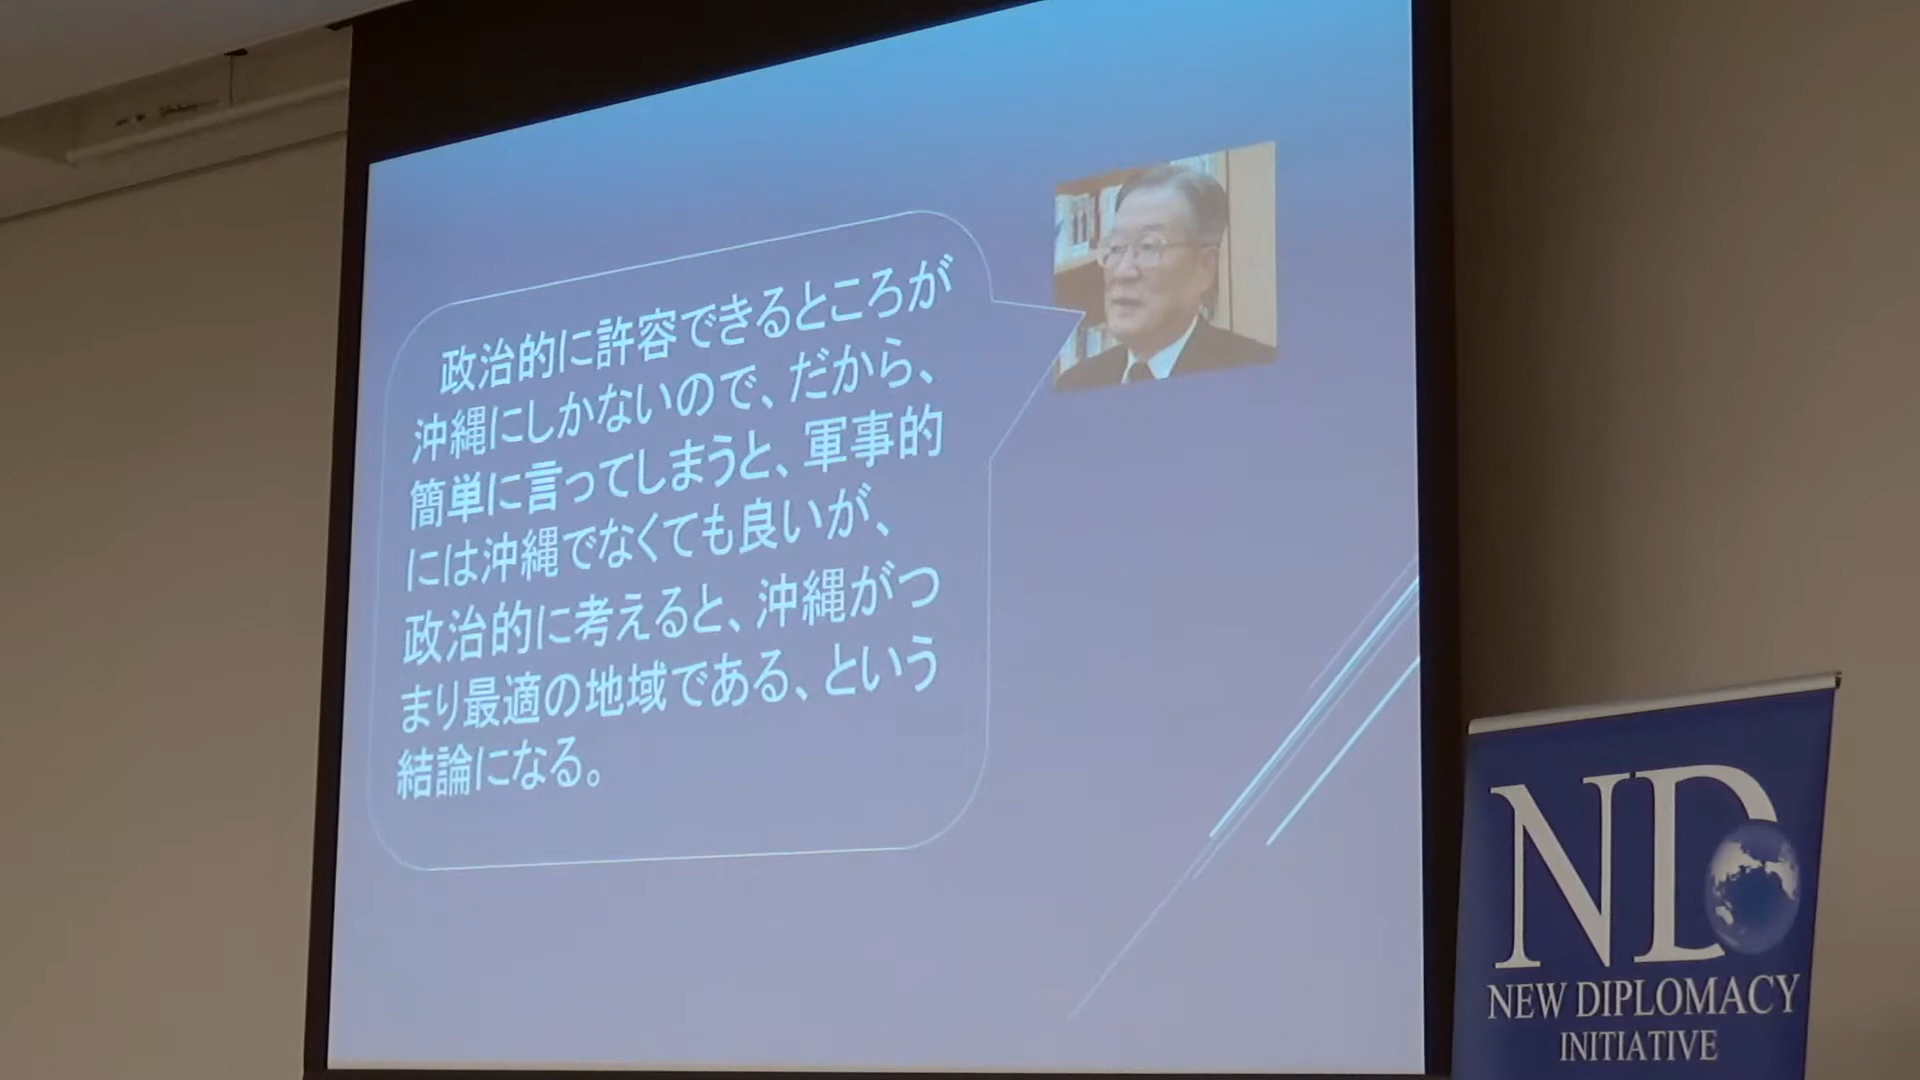 政治的に許容できるところが
沖縄にしかないので、だから、
簡単に言ってしまうと、軍事的
には沖縄でなくても良いが、
政治的に考えると、沖縄がつ
まり最適の地域である、という
結論になる。
ND
NEW DIPLOMACY
INITIATIVE